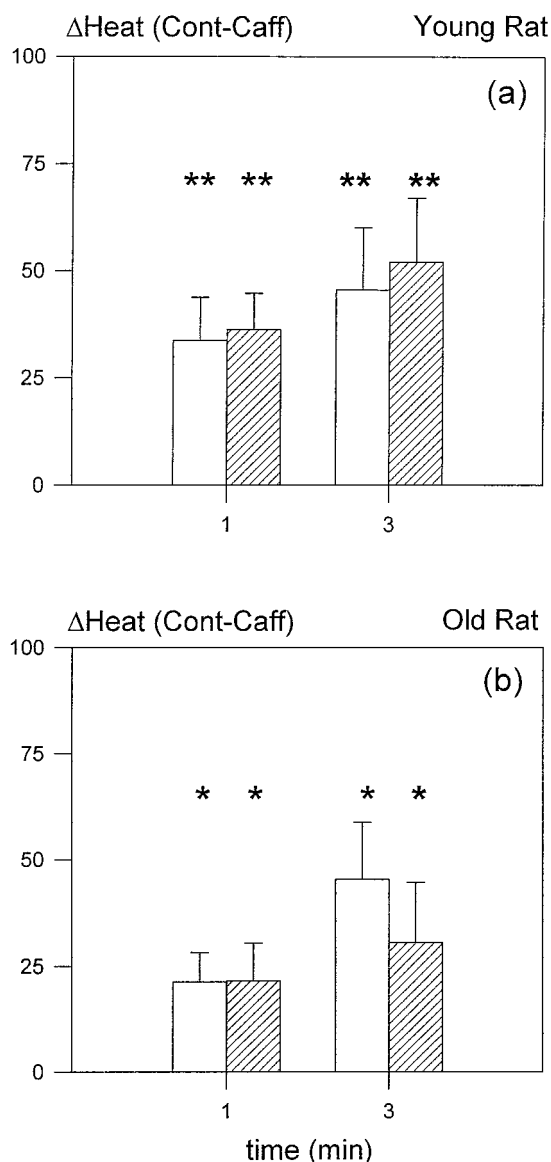 ΔHeat (Cont-Caff) Young Rat
100
(a)
75
** ** ** **
50
25
0
1 3
ΔHeat (Cont-Caff) Old Rat
100
(b)
75
* * * *
50
25
0
1 3
time (min)